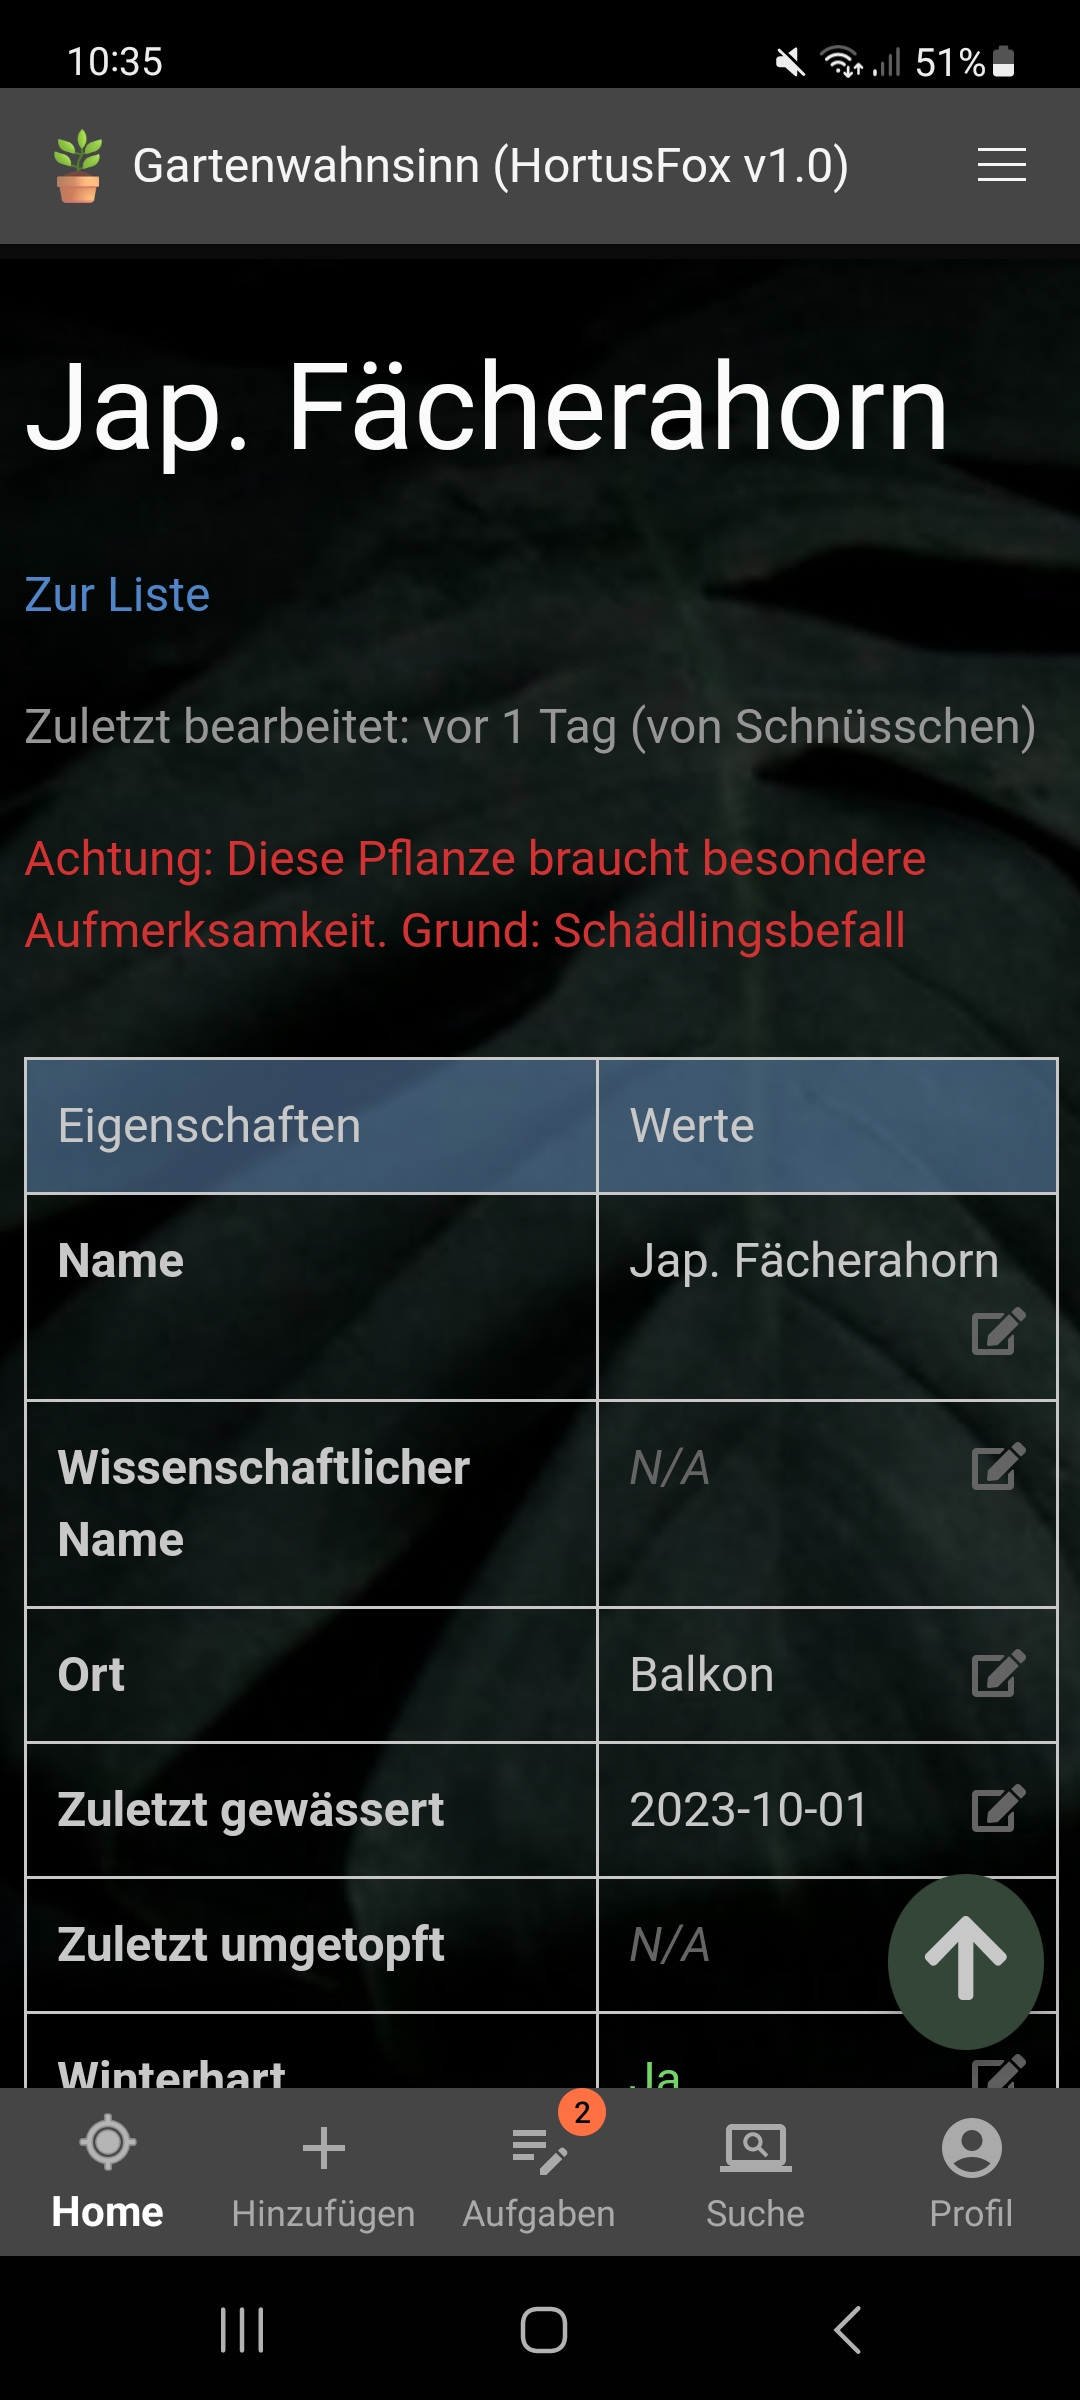 10:35
51%
Gartenwahnsinn (HortusFox v1.0)
Jap. Fächerahorn
Zur Liste
Zuletzt bearbeitet: vor 1 Tag (von Schnüsschen)
Achtung: Diese Pflanze braucht besondere
Aufmerksamkeit. Grund: Schädlingsbefall
Eigenschaften Werte
Name Jap. Fächerahorn
Wissenschaftlicher N/A
Name
Ort Balkon
Zuletzt gewässert 2023-10-01
Zuletzt umgetopft N/A
Winterhart Ja
2
Home Hinzufügen Aufgaben Suche Profil